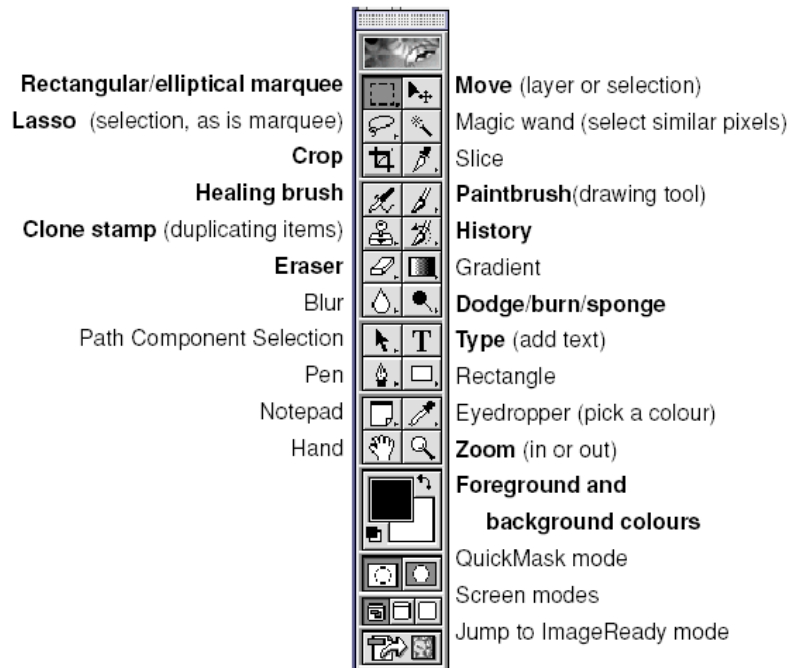 Rectangular/elliptical marquee
Move (layer or selection)
Lasso (selection, as is marquee)
Magic wand (select similar pixels)
Crop
Slice
Healing brush
Paintbrush(drawing tool)
Clone stamp (duplicating items)
History
Eraser
Gradient
Blur
Dodge/burn/sponge
Path Component Selection
T
Type (add text)
Pen
Rectangle
Notepad
Eyedropper (pick a colour)
Hand
Zoom (in or out)
Foreground and
background colours
QuickMask mode
Screen modes
Jump to ImageReady mode